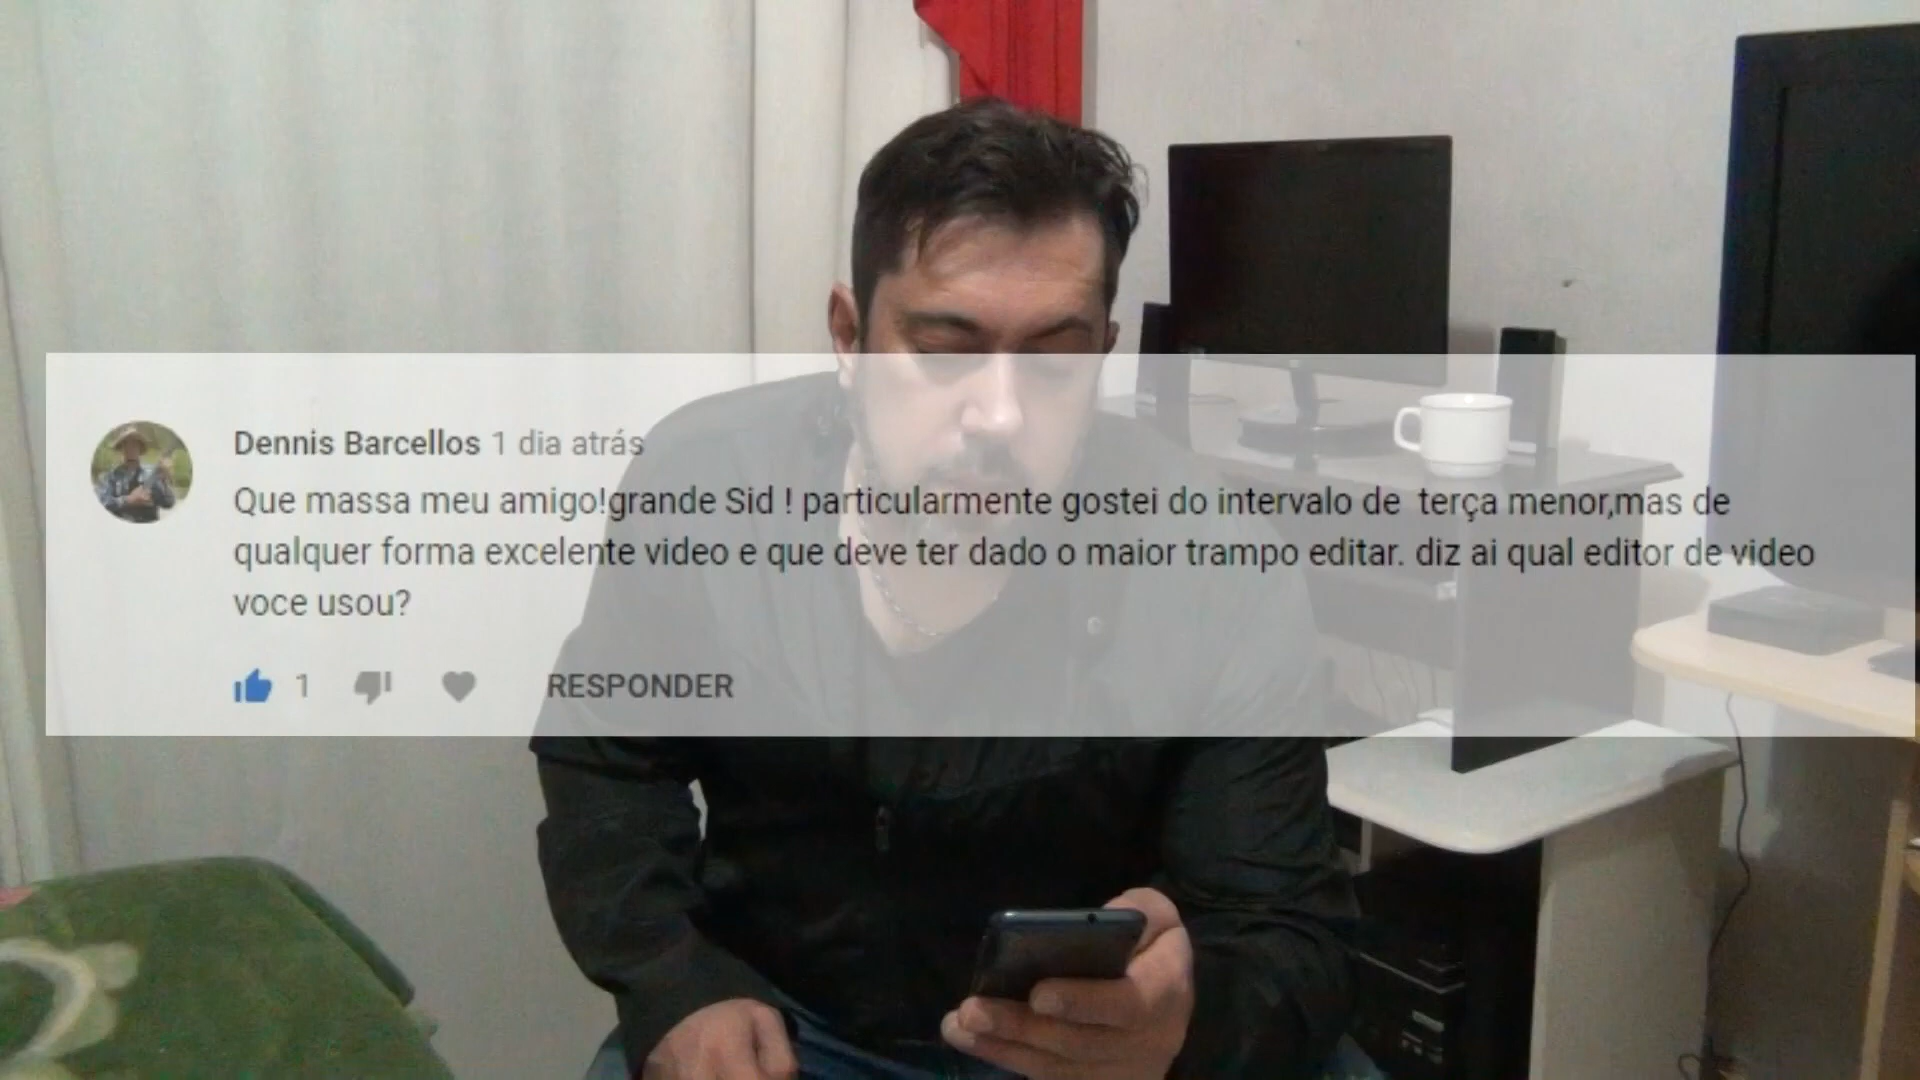 Dennis Barcellos 1 dia atrás
Que massa meu amigo!grande Sid ! particularmente gostei do intervalo de  terça menor,mas de
qualquer forma excelente video e que deve ter dado o maior trampo editar. diz ai qual editor de video
voce usou?
1 RESPONDER